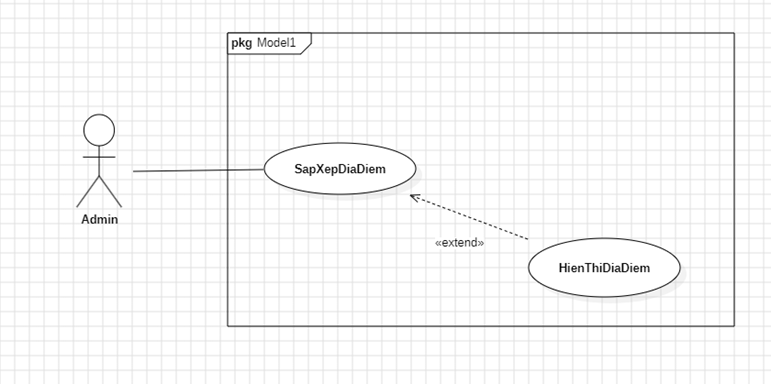 pkg Model1
SapXepDiaDiem
Admin
«extend»
HienThiDiaDiem